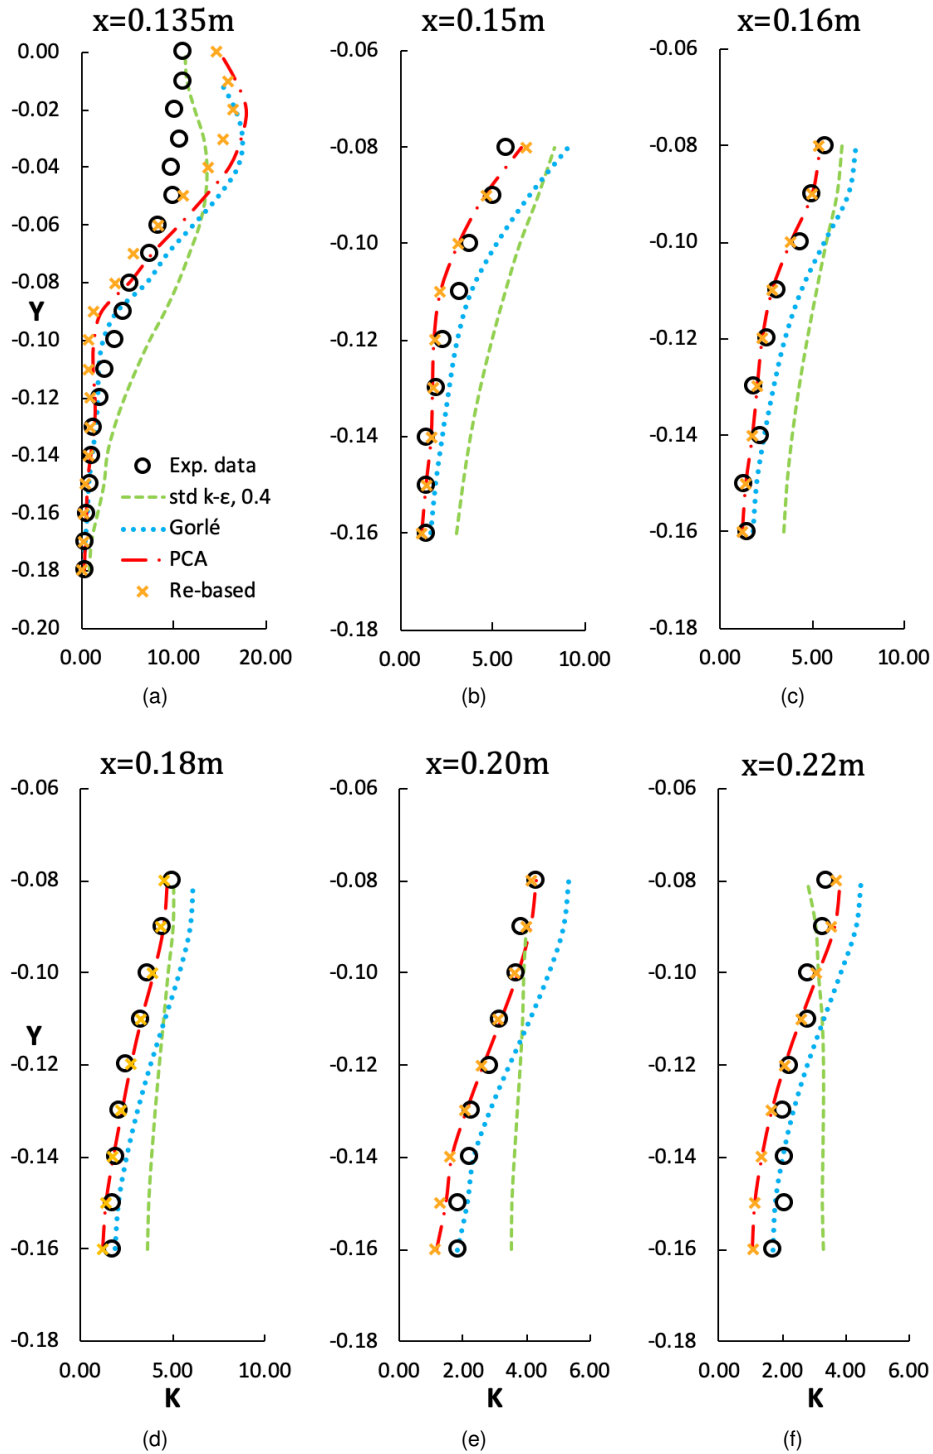 x=0.135m
0.00
-0.02
-0.04
-0.06
-0.08
Y
-0.10
-0.12
-0.14
-0.16
-0.18
-0.20
0.00 10.00 20.00
Exp. data
std k-ε, 0.4
Gorlé
PCA
Re-based
(a)
x=0.15m
-0.06
-0.08
-0.10
-0.12
-0.14
-0.16
-0.18
0.00 5.00 10.00
(b)
x=0.16m
-0.06
-0.08
-0.10
-0.12
-0.14
-0.16
-0.18
0.00 5.00 10.00
(c)
x=0.18m
-0.06
-0.08
-0.10
Y
-0.12
-0.14
-0.16
-0.18
0.00 5.00 10.00
K
(d)
x=0.20m
-0.06
-0.08
-0.10
-0.12
-0.14
-0.16
-0.18
0.00 2.00 4.00 6.00
K
(e)
x=0.22m
-0.06
-0.08
-0.10
-0.12
-0.14
-0.16
-0.18
0.00 2.00 4.00 6.00
K
(f)